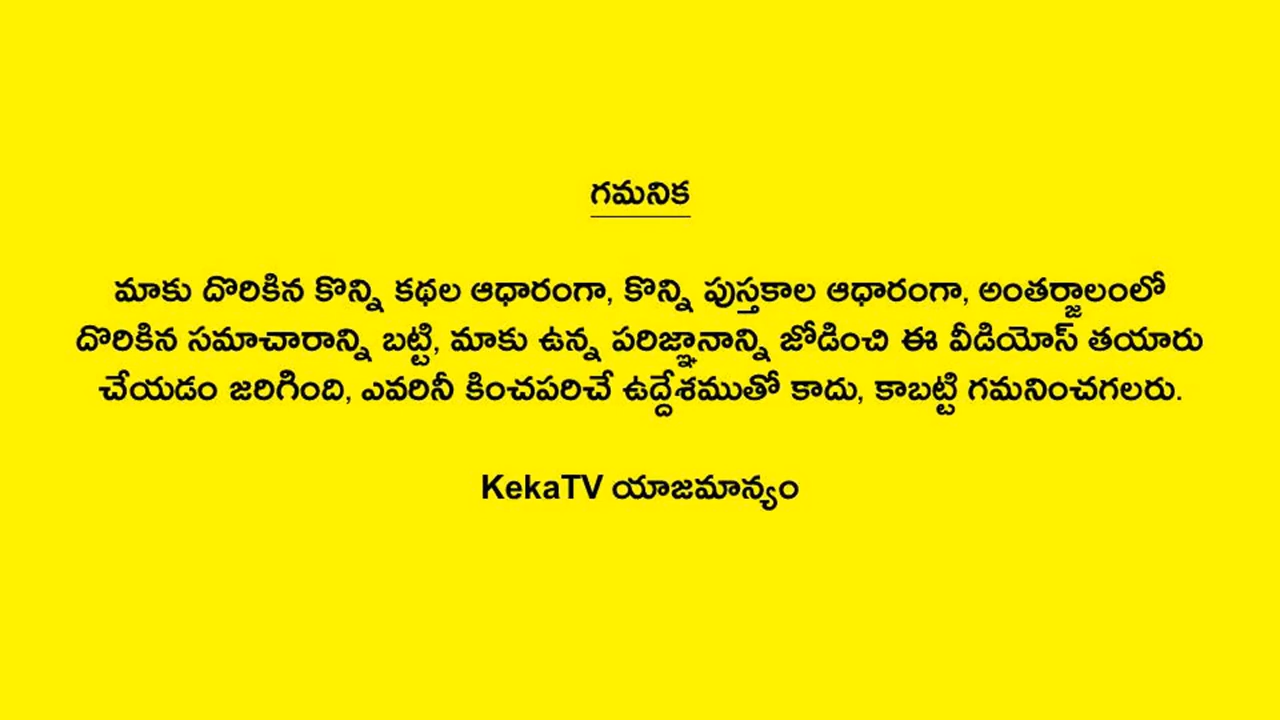 గమనిక
మాకు దొరికిన కొన్ని కథల ఆధారంగా, కొన్ని పుస్తకాల ఆధారంగా, అంతర్జాలంలో
దొరికిన సమాచారాన్ని బట్టి, మాకు ఉన్న పరిజ్ఞానాన్ని జోడించి ఈ వీడియోస్ తయారు
చేయడం జరిగింది, ఎవరినీ కించపరిచే ఉద్దేశముతో కాదు, కాబట్టి గమనించగలరు.
KekaTV యాజమాన్యం